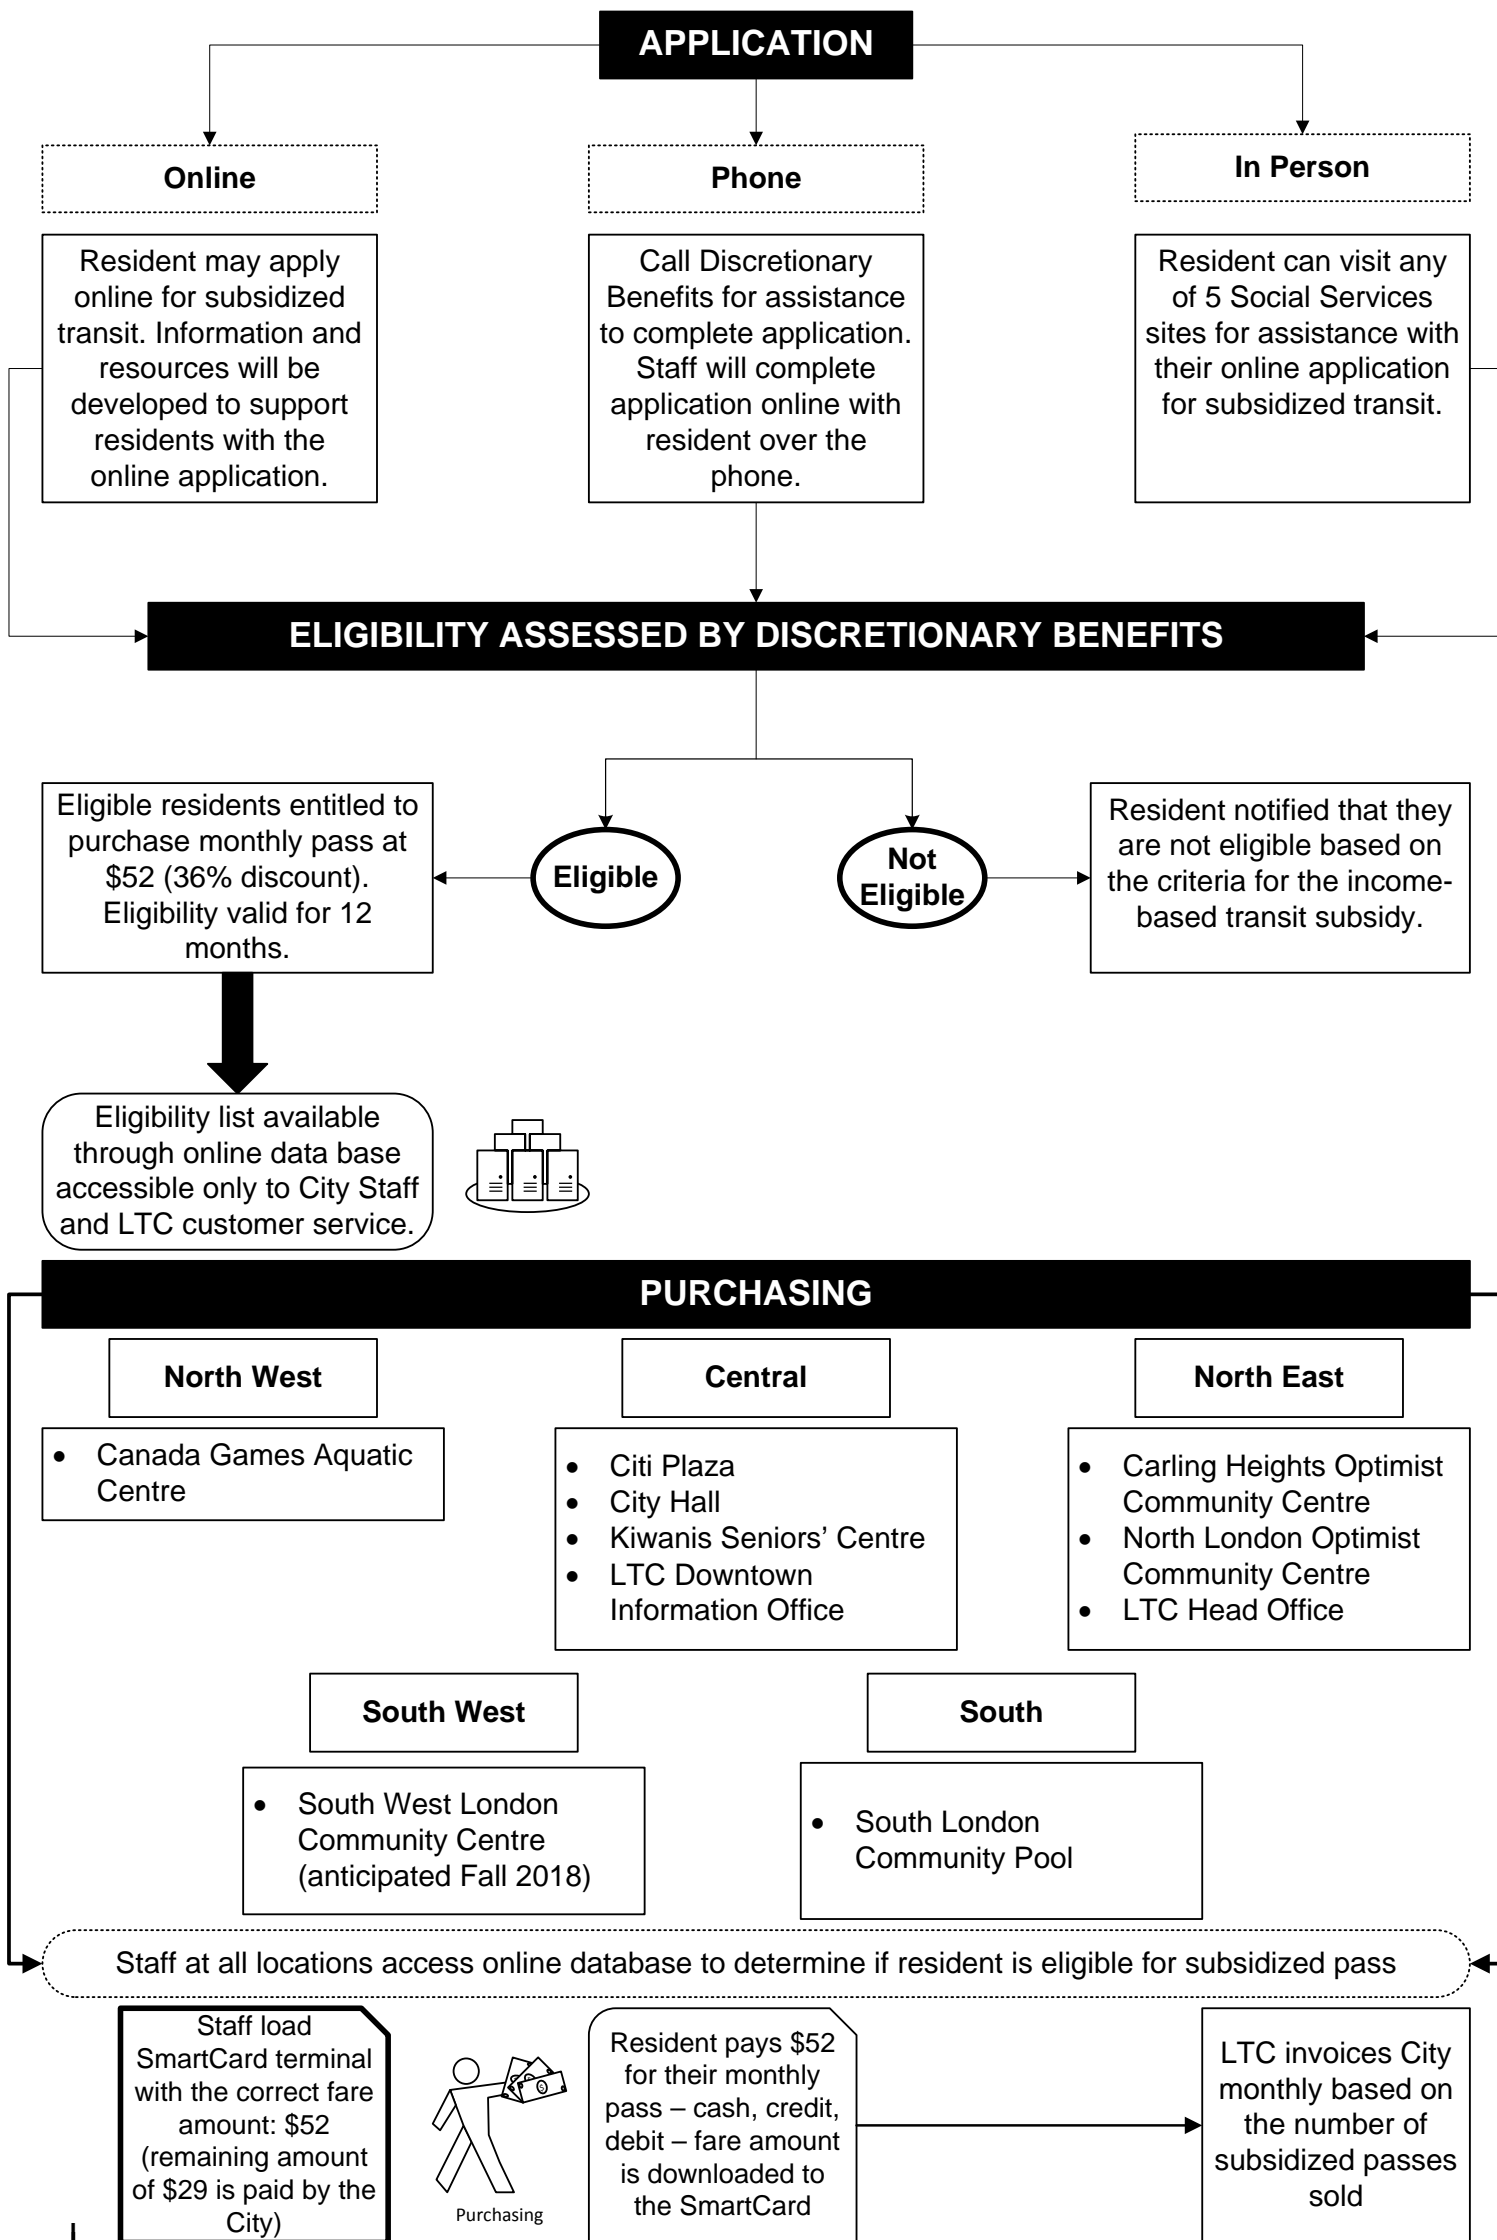 APPLICATION
Online
Phone
In Person
Resident may apply
online for subsidized
transit. Information and
resources will be
developed to support
residents with the
online application.
Call Discretionary
Benefits for assistance
to complete application.
Staff will complete
application online with
resident over the
phone.
Resident can visit any
of 5 Social Services
sites for assistance with
their online application
for subsidized transit.
ELIGIBILITY ASSESSED BY DISCRETIONARY BENEFITS
Eligible residents entitled to
purchase monthly pass at
$52 (36% discount).
Eligibility valid for 12
months.
Eligible
Not
Eligible
Resident notified that they
are not eligible based on
the criteria for the income-
based transit subsidy.
Eligibility list available
through online data base
accessible only to City Staff
and LTC customer service.
PURCHASING
North West
Central
North East
• Canada Games Aquatic
Centre
• Citi Plaza
• City Hall
• Kiwanis Seniors’ Centre
• LTC Downtown
Information Office
• Carling Heights Optimist
Community Centre
• North London Optimist
Community Centre
• LTC Head Office
South West
South
• South West London
Community Centre
(anticipated Fall 2018)
• South London
Community Pool
Staff at all locations access online database to determine if resident is eligible for subsidized pass
Staff load
SmartCard terminal
with the correct fare
amount: $52
(remaining amount
of $29 is paid by the
City)
Purchasing
Resident pays $52
for their monthly
pass – cash, credit,
debit – fare amount
is downloaded to
the SmartCard
LTC invoices City
monthly based on
the number of
subsidized passes
sold